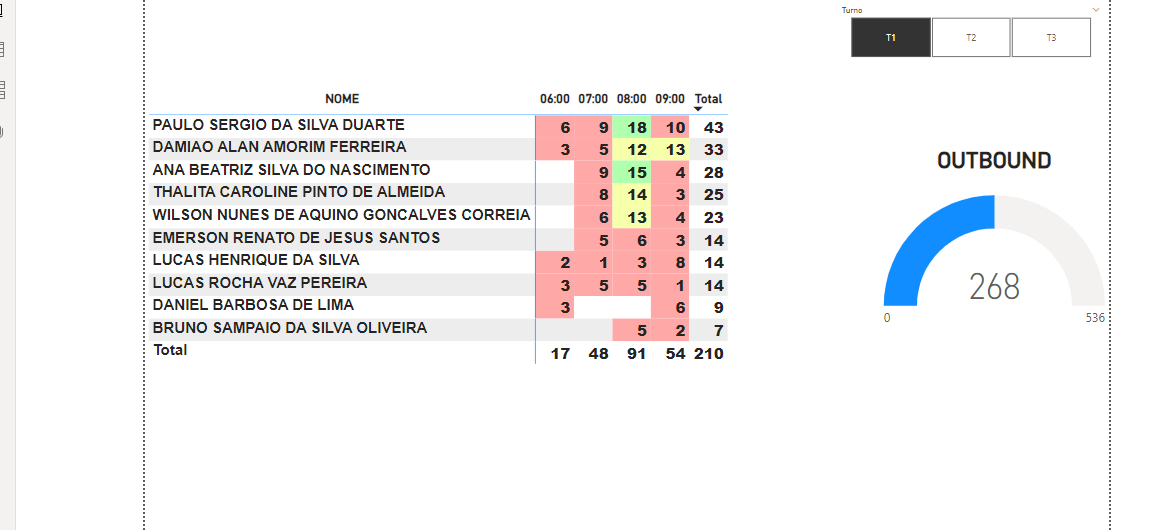 Turno
T1 T2 T3
NOME 06:00 07:00 08:00 09:00 Total
PAULO SERGIO DA SILVA DUARTE 6 9 18 10 43
DAMIAO ALAN AMORIM FERREIRA 3 5 12 13 33
ANA BEATRIZ SILVA DO NASCIMENTO 9 15 4 28
THALITA CAROLINE PINTO DE ALMEIDA 8 14 3 25
WILSON NUNES DE AQUINO GONCALVES CORREIA 6 13 4 23
EMERSON RENATO DE JESUS SANTOS 5 6 3 14
LUCAS HENRIQUE DA SILVA 2 1 3 8 14
LUCAS ROCHA VAZ PEREIRA 3 5 5 1 14
DANIEL BARBOSA DE LIMA 3 6 9
BRUNO SAMPAIO DA SILVA OLIVEIRA 5 2 7
Total 17 48 91 54 210
OUTBOUND
268
0 536